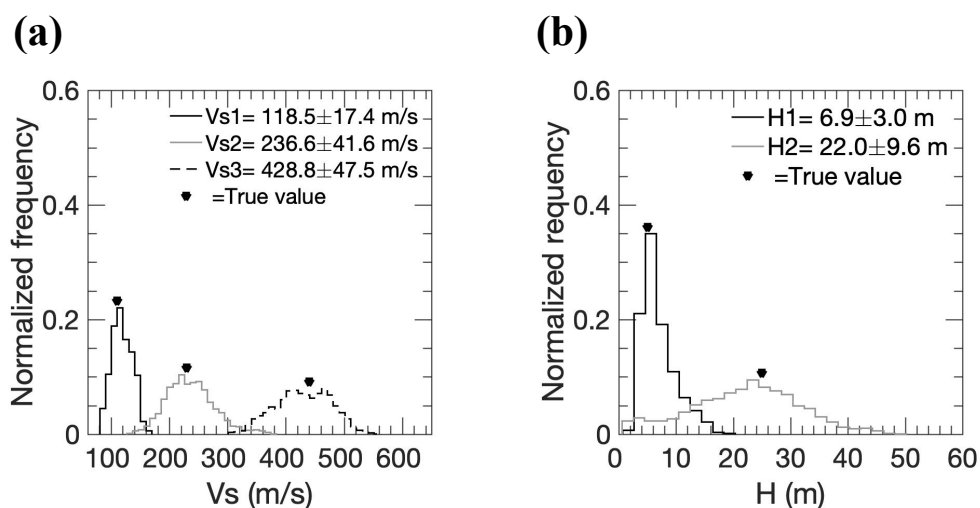 (a)
(b)
0.6
0.4
0.2
0
Normalized frequency
Vs1= 118.5±17.4 m/s
Vs2= 236.6±41.6 m/s
Vs3= 428.8±47.5 m/s
=True value
100 200 300 400 500 600
Vs (m/s)
0.6
0.4
0.2
0
Normalized requency
H1= 6.9±3.0 m
H2= 22.0±9.6 m
=True value
0 10 20 30 40 50 60
H (m)